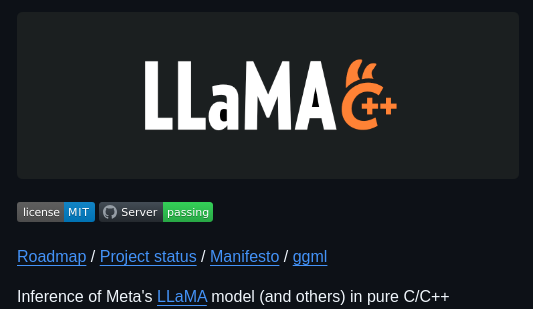 LLaMA C++
license MIT Server passing
Roadmap / Project status / Manifesto / ggml
Inference of Meta's LLaMA model (and others) in pure C/C++